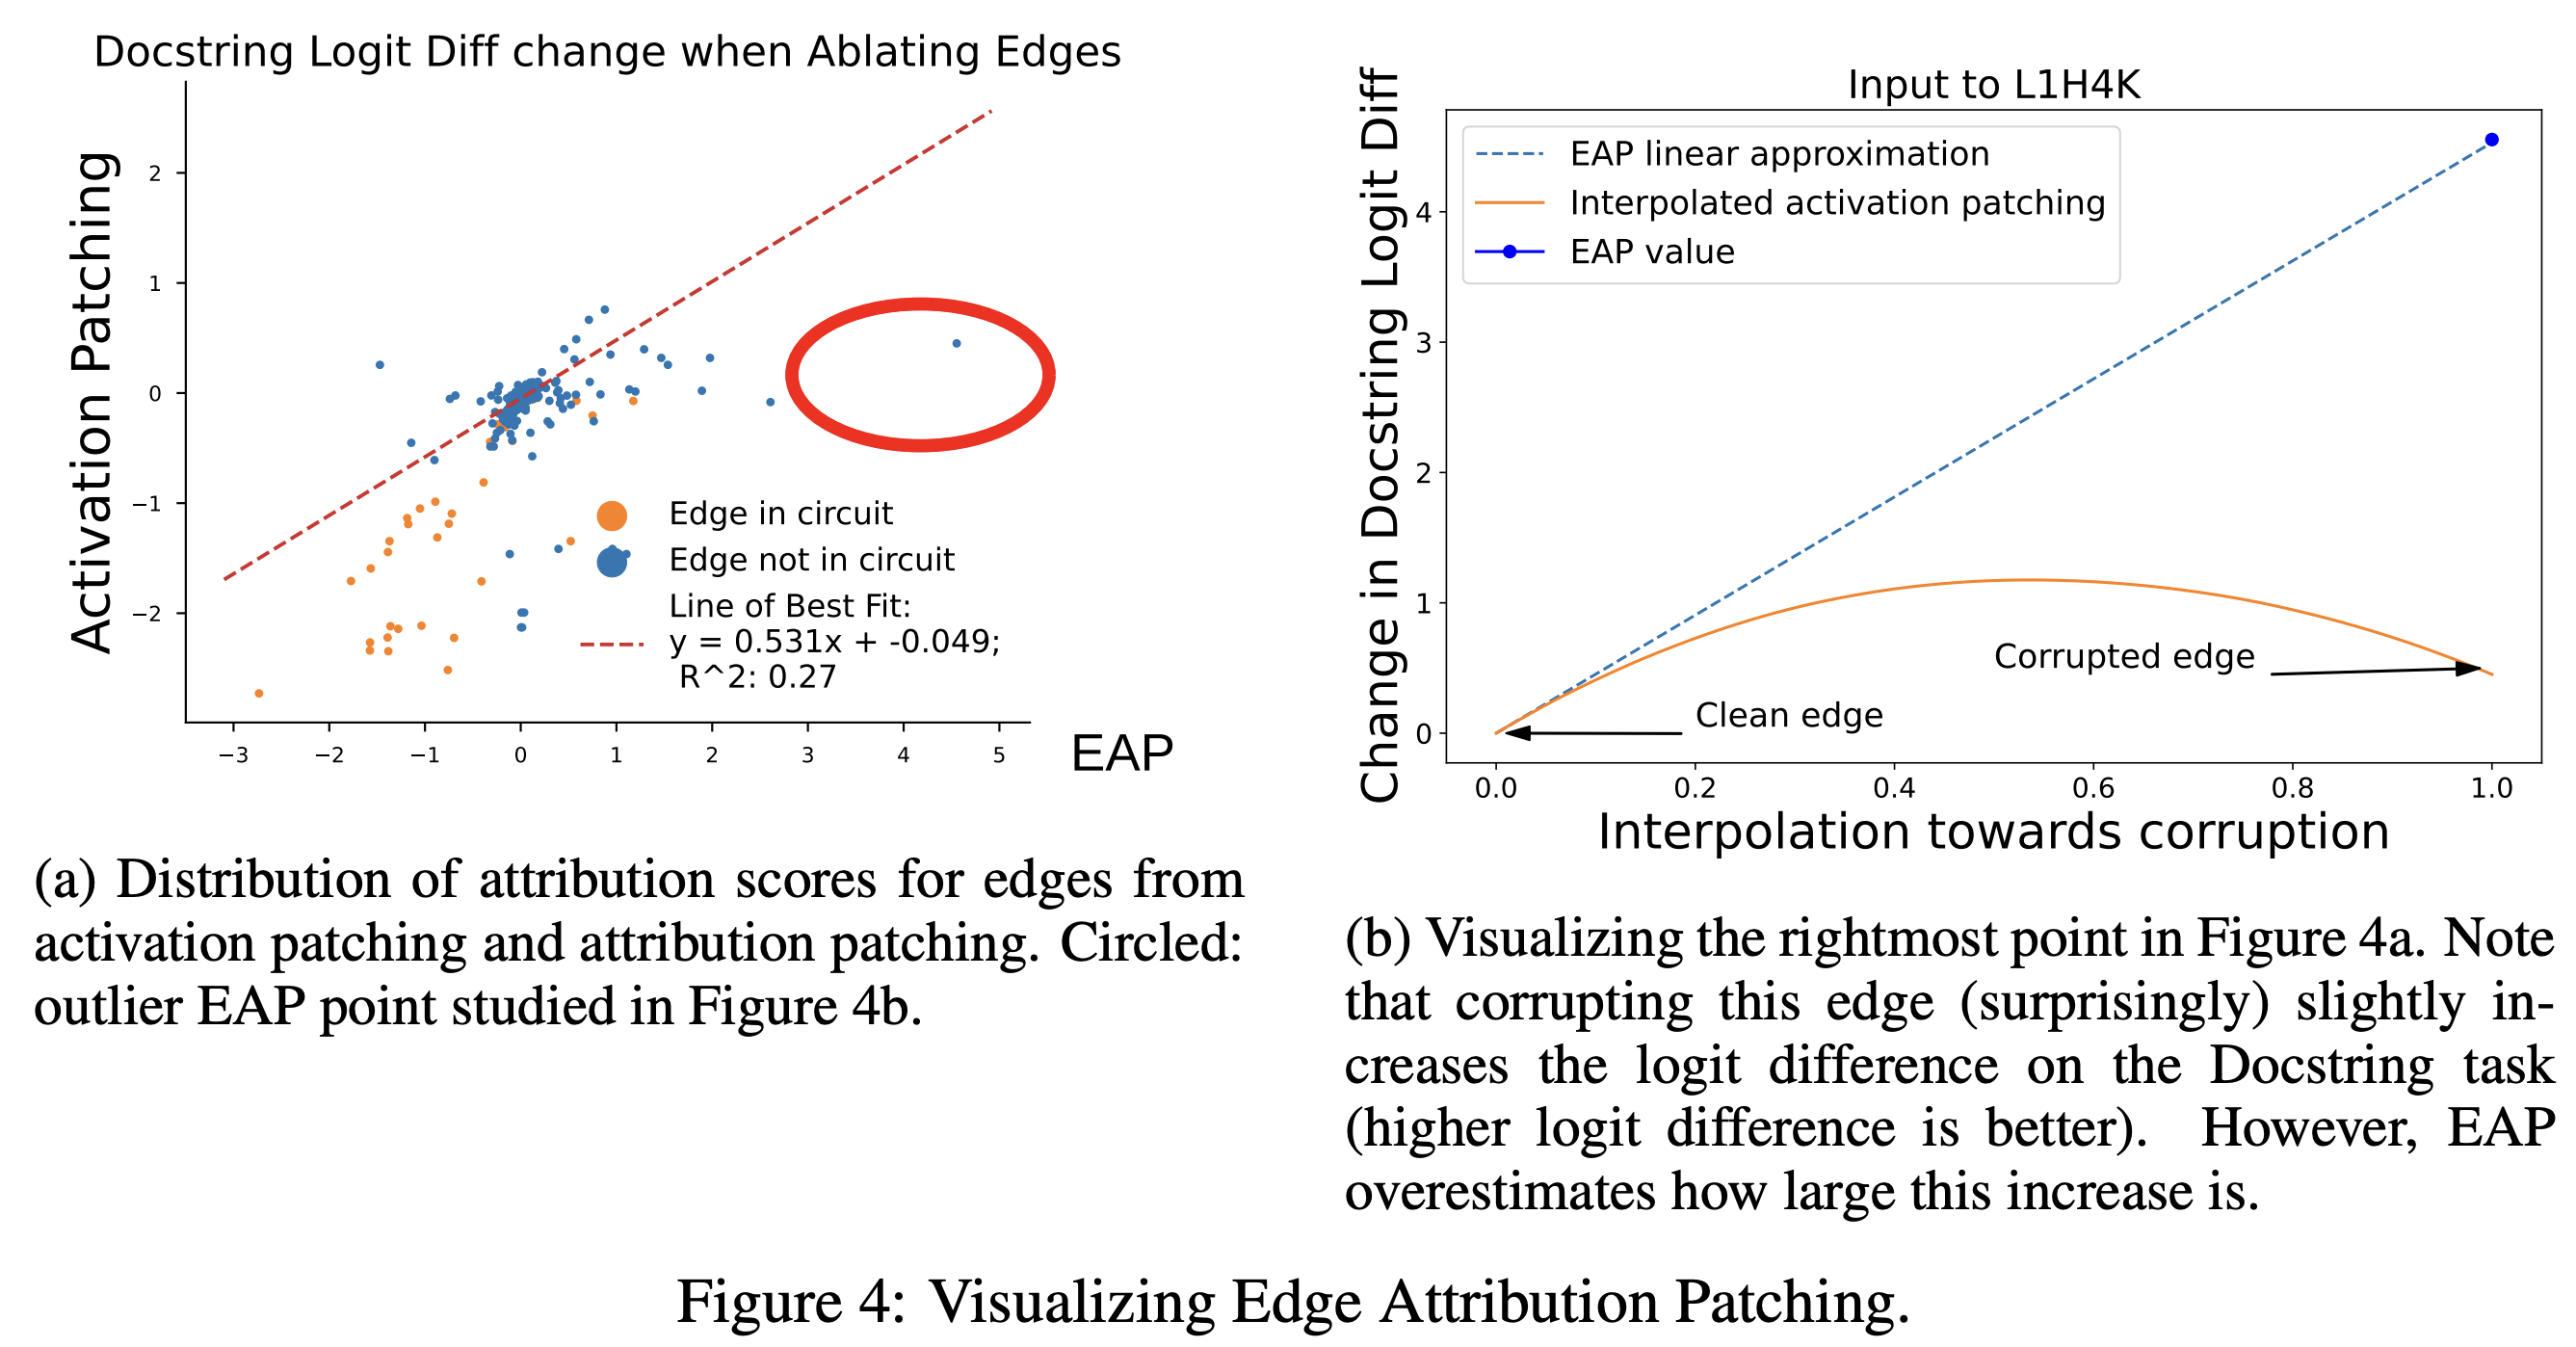 Docstring Logit Diff change when Ablating Edges
Activation Patching
2
1
0
−1
−2
−3
−2
−1
0
1
2
3
4
5
EAP
Edge in circuit
Edge not in circuit
Line of Best Fit:
y = 0.531x + -0.049;
R^2: 0.27
Input to L1H4K
Change in Docstring Logit Diff
EAP linear approximation
Interpolated activation patching
EAP value
4
3
2
1
0
Corrupted edge
Clean edge
0.0
0.2
0.4
0.6
0.8
1.0
Interpolation towards corruption
(a) Distribution of attribution scores for edges from
activation patching and attribution patching. Circled:
outlier EAP point studied in Figure 4b.
(b) Visualizing the rightmost point in Figure 4a. Note
that corrupting this edge (surprisingly) slightly in-
creases the logit difference on the Docstring task
(higher logit difference is better). However, EAP
overestimates how large this increase is.
Figure 4: Visualizing Edge Attribution Patching.